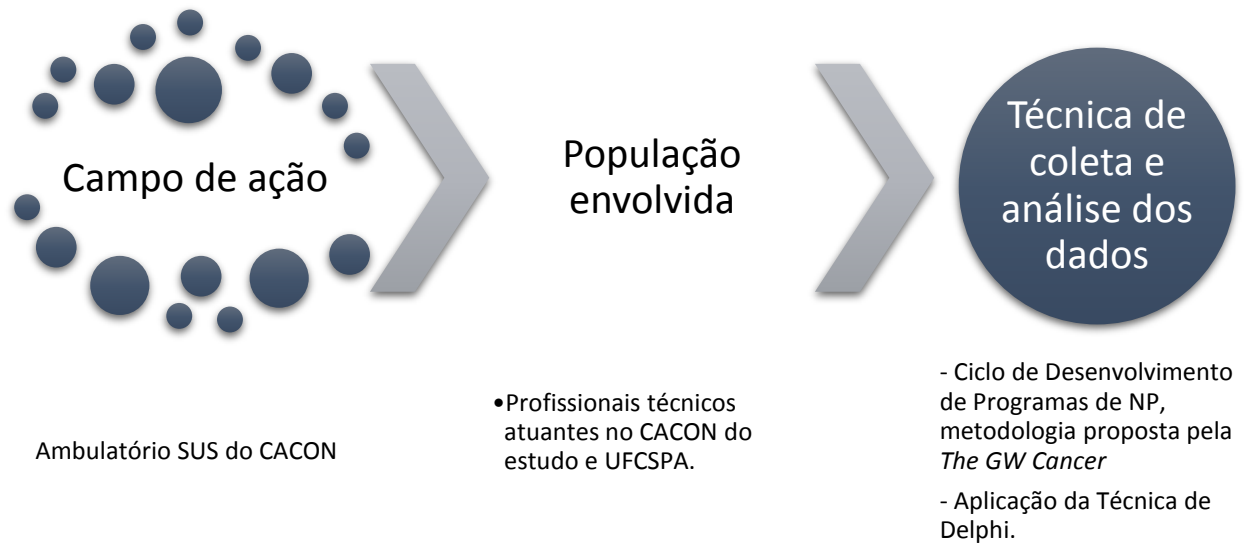 Campo de ação
População
envolvida
Técnica de
coleta e
análise dos
dados
Ambulatório SUS do CACON
•Profissionais técnicos
atuantes no CACON do
estudo e UFCSPA.
- Ciclo de Desenvolvimento
de Programas de NP,
metodologia proposta pela
The GW Cancer
- Aplicação da Técnica de
Delphi.